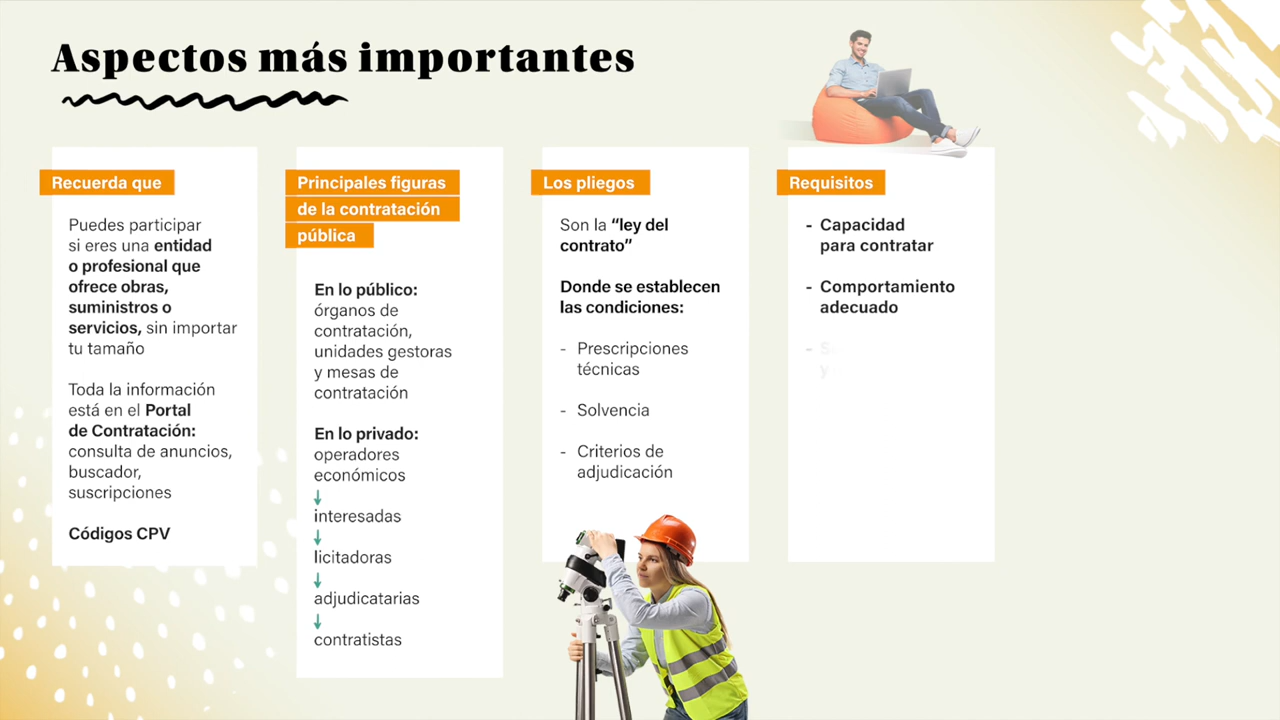 Aspectos más importantes
Recuerda que
Puedes participar
si eres una entidad
o profesional que
ofrece obras,
suministros o
servicios, sin importar
tu tamaño
Toda la información
está en el Portal
de Contratación:
consulta de anuncios,
buscador,
suscripciones
Códigos CPV
Principales figuras
de la contratación
pública
En lo público:
órganos de
contratación,
unidades gestoras
y mesas de
contratación
En lo privado:
operadores
económicos
↓
interesadas
↓
licitadoras
↓
adjudicatarias
↓
contratistas
Los pliegos
Son la “ley del
contrato”
Donde se establecen
las condiciones:
- Prescripciones
técnicas
- Solvencia
- Criterios de
adjudicación
Requisitos
- Capacidad
para contratar
- Comportamiento
adecuado